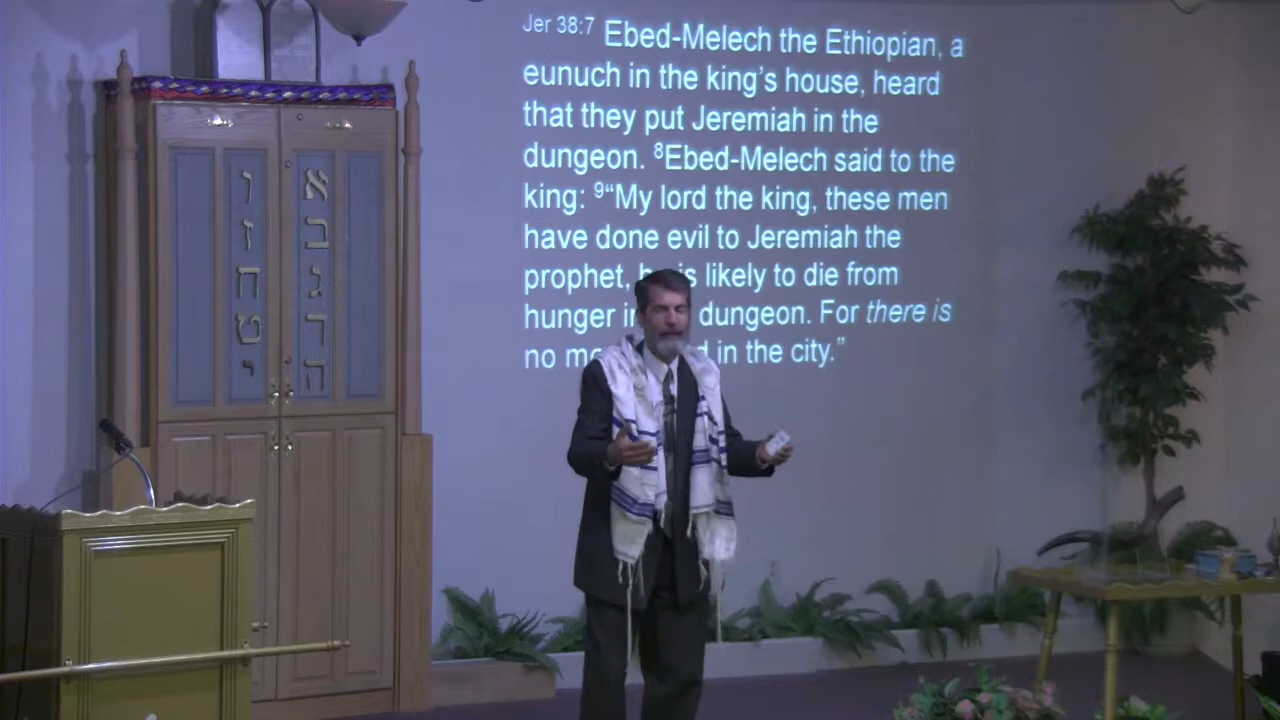 Jer 38:7 Ebed-Melech the Ethiopian, a
eunuch in the king's house, heard
that they put Jeremiah in the
dungeon. ⁸Ebed-Melech said to the
king: ⁹“My lord the king, these men
have done evil to Jeremiah the
prophet, he is likely to die from
hunger in dungeon. For there is
no in the city.”
א
ב
ג
ד
ה
ו
ז
ח
ט
י